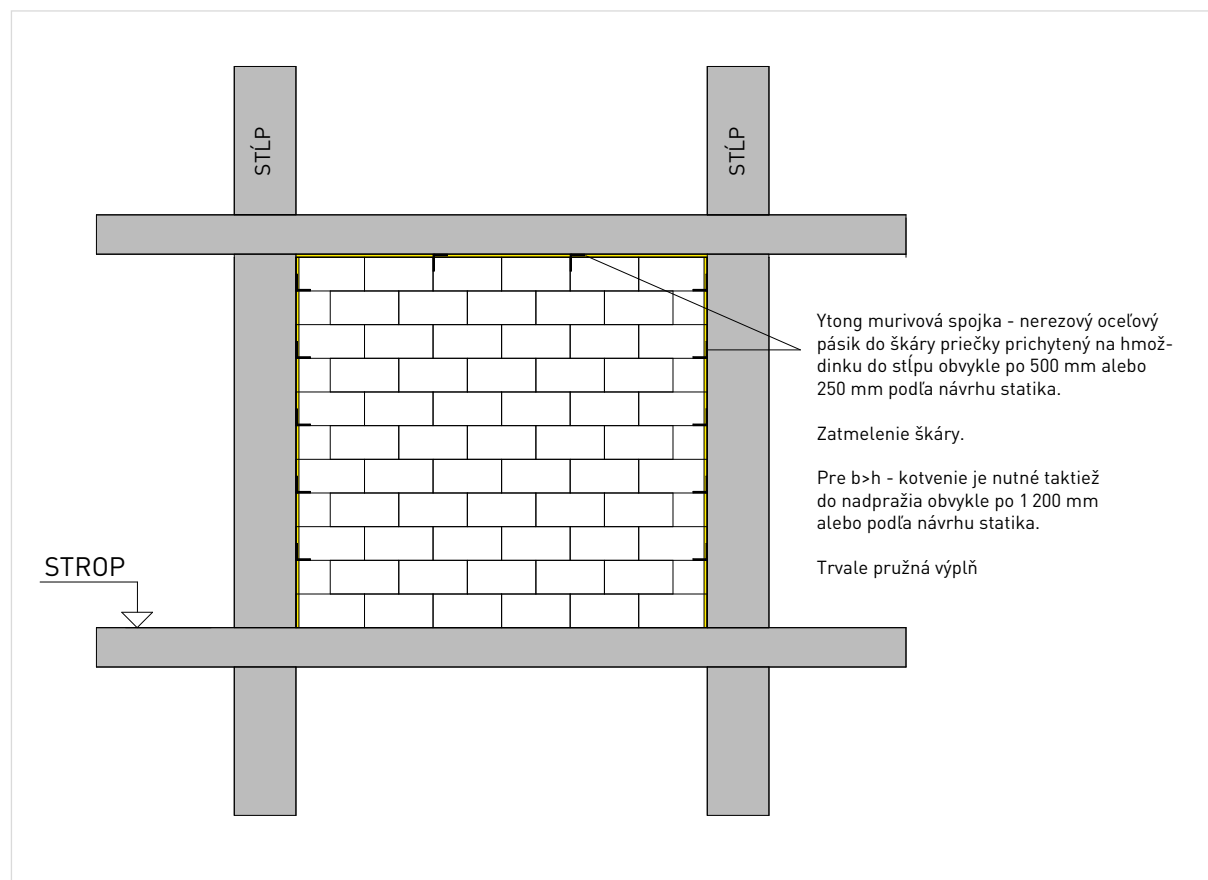 STĹP
STĹP
Ytong murivová spojka - nerezový oceľový
pásik do škáry priečky prichytený na hmož-
dinku do stĺpu obvykle po 500 mm alebo
250 mm podľa návrhu statika.
Zatmelenie škáry.
Pre b>h - kotvenie je nutné taktiež
do nadpražia obvykle po 1 200 mm
alebo podľa návrhu statika.
STROP
Trvale pružná výplň